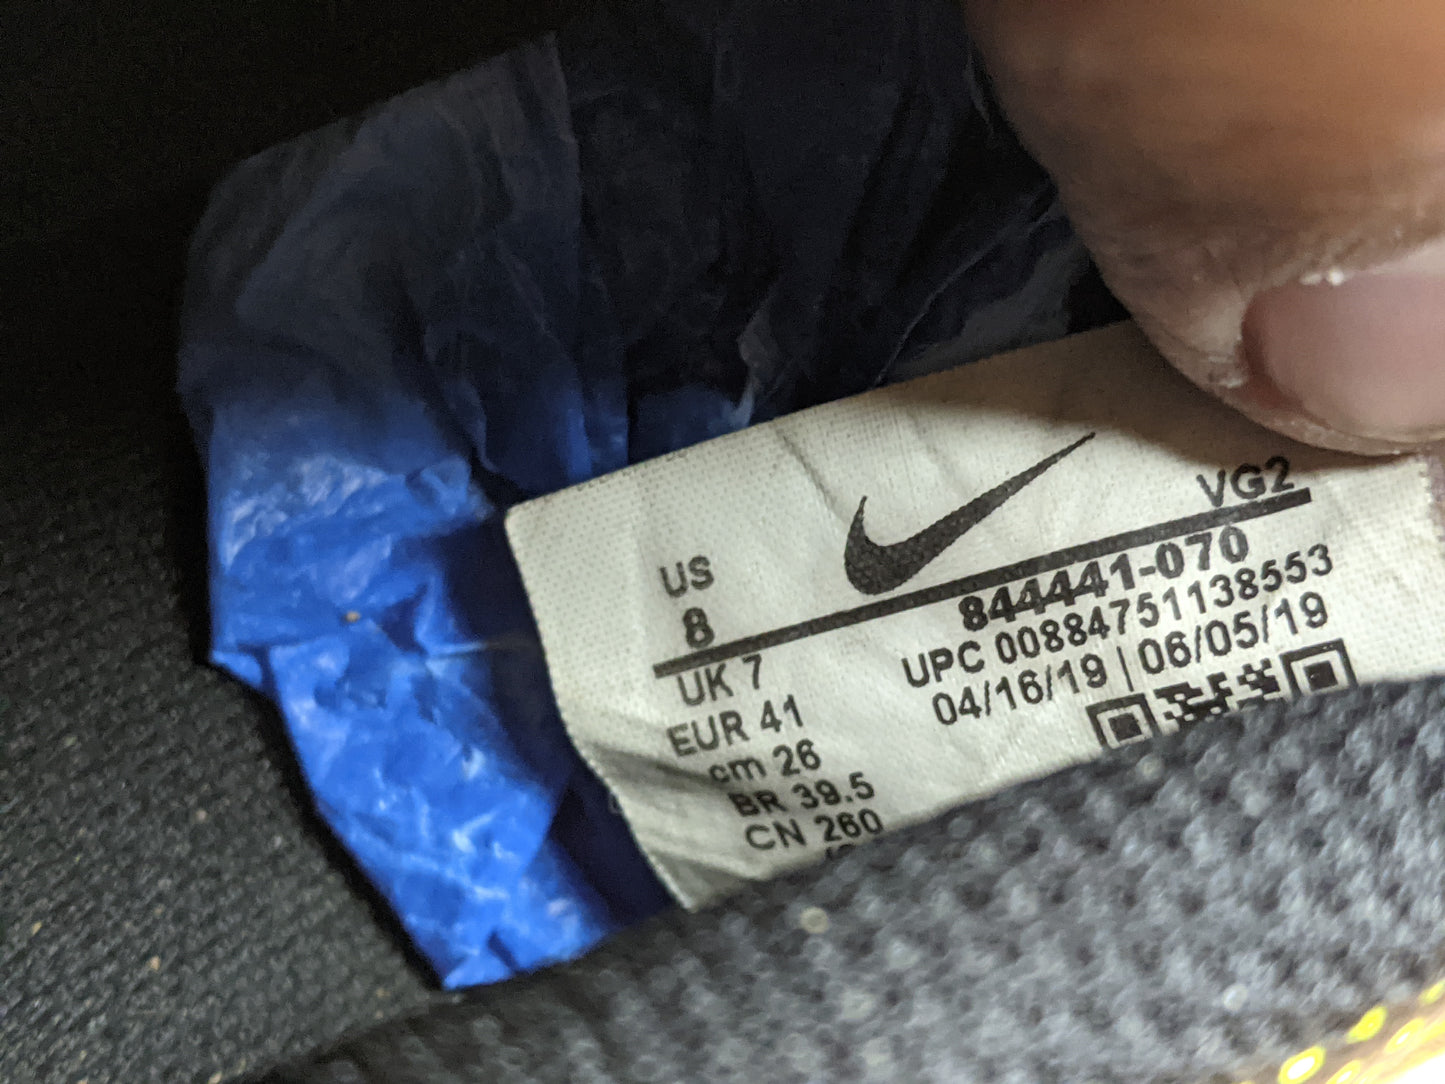 VG2
US
8
844441-070
UPC 00884751138553
04/16/19 | 06/05/19
UK 7
EUR 41
cm 26
BR 39.5
CN 260